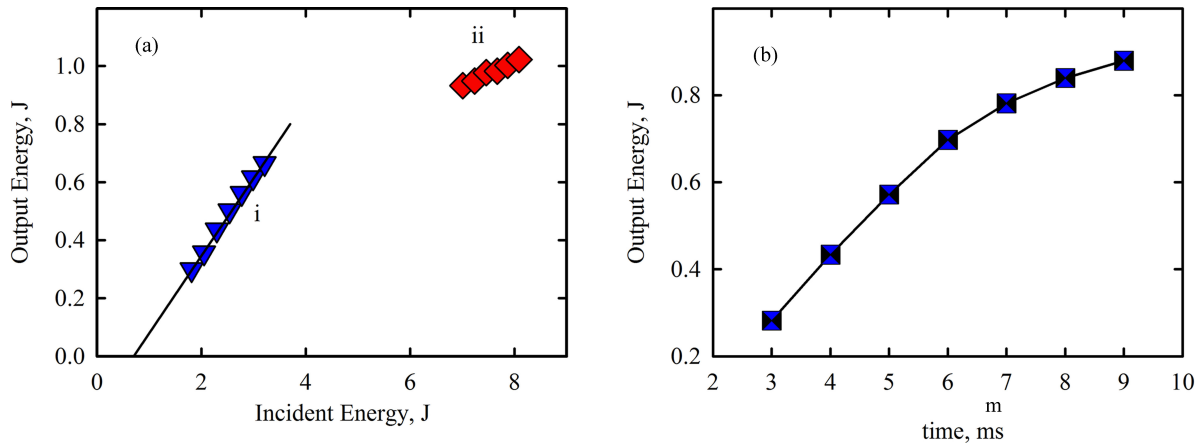 (a)
ii
i
1.0
0.8
0.6
0.4
0.2
0.0
0 2 4 6 8
Output Energy, J
Incident Energy, J
(b)
0.8
0.6
0.4
0.2
2 3 4 5 6 7 8 9 10
Output Energy, J
m
time, ms